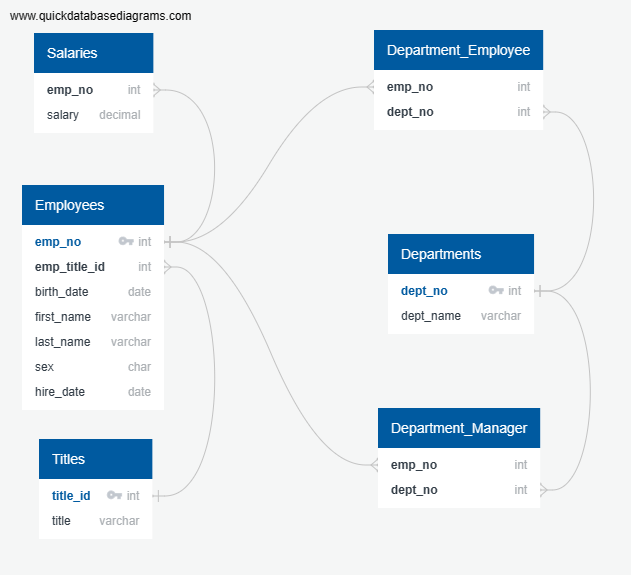 www.quickdatabasediagrams.com
Salaries
emp_no int
salary decimal
Employees
emp_no int
emp_title_id int
birth_date date
first_name varchar
last_name varchar
sex char
hire_date date
Titles
title_id int
title varchar
Department_Employee
emp_no int
dept_no int
Departments
dept_no int
dept_name varchar
Department_Manager
emp_no int
dept_no int